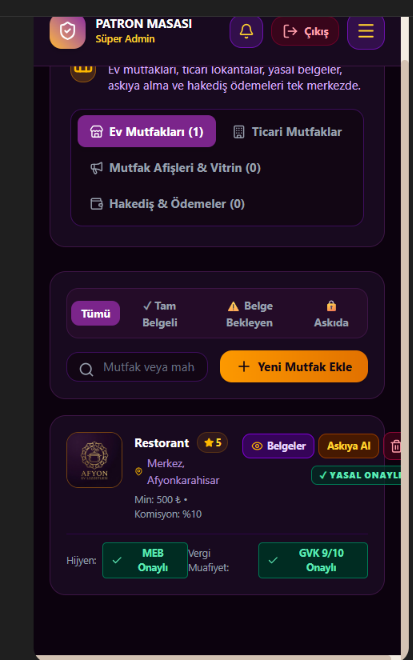 PATRON MASASI
Süper Admin
Çıkış
Ev mutfakları, ticari lokantalar, yasal belgeler,
askıya alma ve hakediş ödemeleri tek merkezde.
Ev Mutfakları (1)
Ticari Mutfaklar
Mutfak Afişleri & Vitrin (0)
Hakediş & Ödemeler (0)
Tümü
✓ Tam
Belgeli
Belge
Bekleyen
Askıda
Mutfak veya mah
+ Yeni Mutfak Ekle
Restorant
5
Belgeler
Askıya Al
Merkez,
Afyonkarahisar
✓ YASAL ONAYLI
Min: 500 ₺ •
Komisyon: %10
AFYON
Hijyen:
MEB
Onaylı
Vergi
Muafiyet:
GVK 9/10
Onaylı